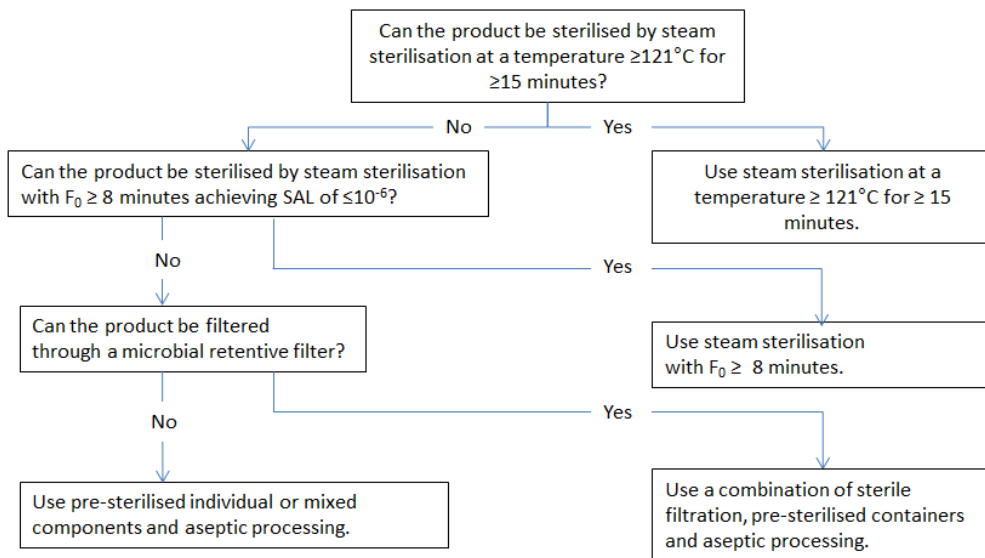 Can the product be sterilised by steam
sterilisation at a temperature ≥121°C for
≥15 minutes?
No
Yes
Can the product be sterilised by steam sterilisation
with F₀ ≥ 8 minutes achieving SAL of ≤10⁻⁶?
Use steam sterilisation at a
temperature ≥ 121°C for ≥ 15
minutes.
No
Yes
Can the product be filtered
through a microbial retentive filter?
Use steam sterilisation
with F₀ ≥ 8 minutes.
No
Yes
Use pre-sterilised individual or mixed
components and aseptic processing.
Use a combination of sterile
filtration, pre-sterilised containers
and aseptic processing.